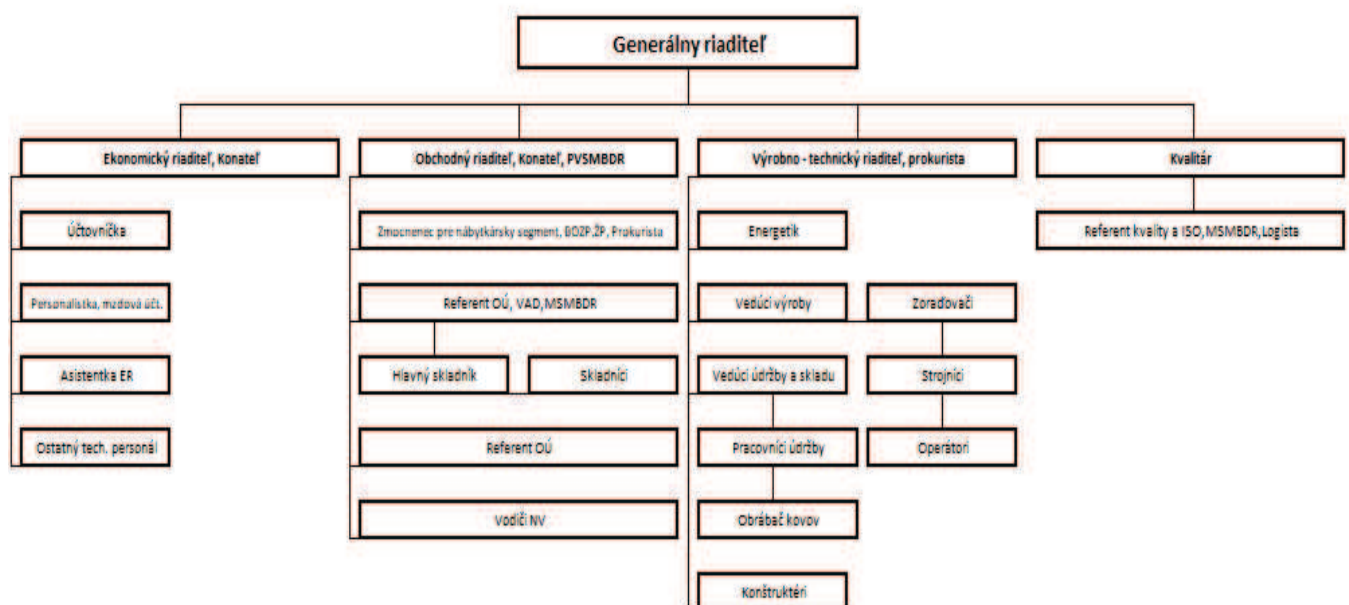 Generálny riaditeľ
Ekonomický riaditeľ, Konateľ
Obchodný riaditeľ, Konateľ, PVSMBDR
Výrobno - technický riaditeľ, prokurista
Kvalitár
Účtovníčka
Zmocnenec pre nábytkársky segment, BOZP,ŽP, Prokurista
Energetik
Referent kvality a ISO,MSMBDR,Logista
Personalistka, mzdová účt.
Referent OÚ, VAD,MSMBDR
Vedúci výroby
Zoraďovači
Asistentka ER
Hlavný skladník
Skladníci
Vedúci údržby a skladu
Strojníci
Ostatný tech. personál
Referent OÚ
Pracovníci údržby
Operátori
Vodiči NV
Obrábač kovov
Konštruktéri